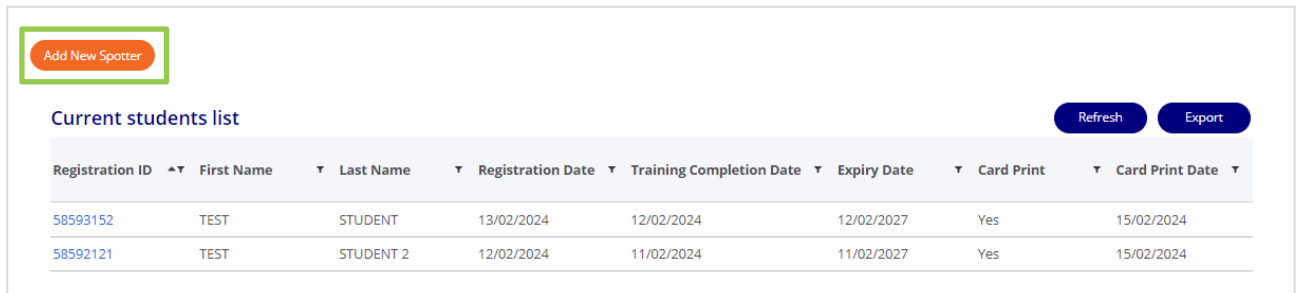 Add New Spotter
Current students list Refresh Export
Registration ID First Name Last Name Registration Date Training Completion Date Expiry Date Card Print Card Print Date
58593152 TEST STUDENT 13/02/2024 12/02/2024 12/02/2027 Yes 15/02/2024
58592121 TEST STUDENT 2 12/02/2024 11/02/2024 11/02/2027 Yes 15/02/2024